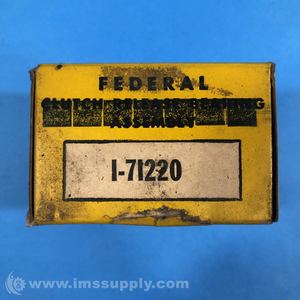 FEDERAL
CLUTCH RELEASE BEARING
ASSEMBLY
I-71220
© www.imssupply.com